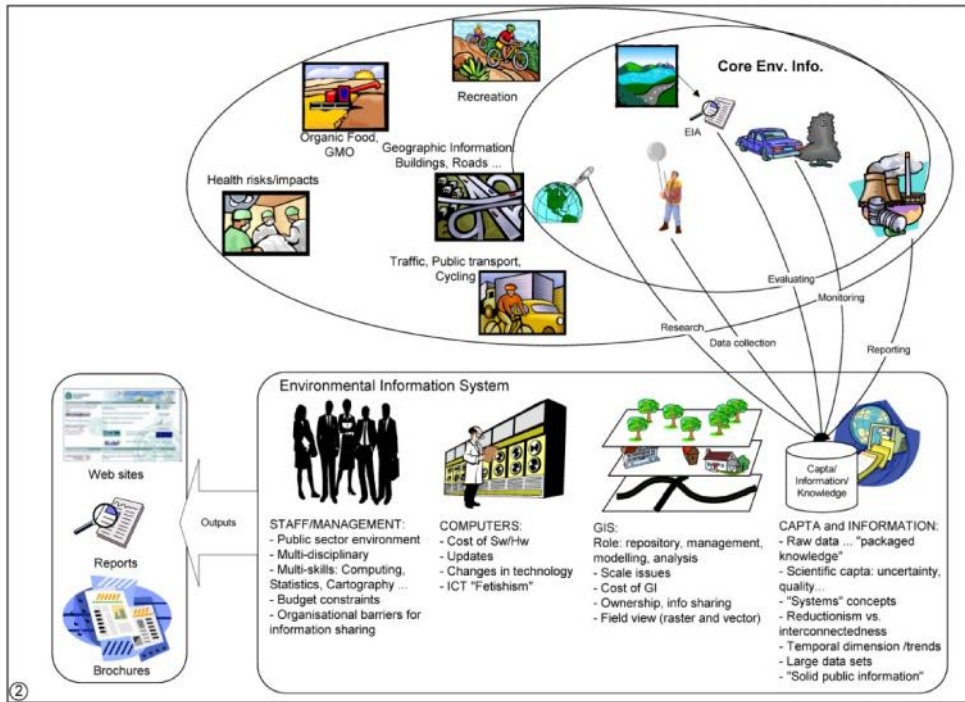 Core Env. Info.
Recreation
EIA
Organic Food,
GMO
Geographic Information
Buildings, Roads ...
Health risks/impacts
Traffic, Public transport,
Cycling
Evaluating
Monitoring
Research
Data collection
Reporting
Environmental Information System
Web sites
Outputs
Reports
Brochures
STAFF/MANAGEMENT:
- Public sector environment
- Multi-disciplinary
- Multi-skills: Computing,
Statistics, Cartography ...
- Budget constraints
- Organisational barriers for
information sharing
COMPUTERS:
- Cost of Sw/Hw
- Updates
- Changes in technology
- ICT "Fetishism"
GIS:
Role: repository, management,
modelling, analysis
- Scale issues
- Cost of GI
- Ownership, info sharing
- Field view (raster and vector)
Capta/
Information/
Knowledge
CAPTA and INFORMATION:
- Raw data ... "packaged
knowledge"
- Scientific capta: uncertainty,
quality...
- "Systems" concepts
- Reductionism vs.
interconnectedness
- Temporal dimension /trends
- Large data sets
- "Solid public information"
②